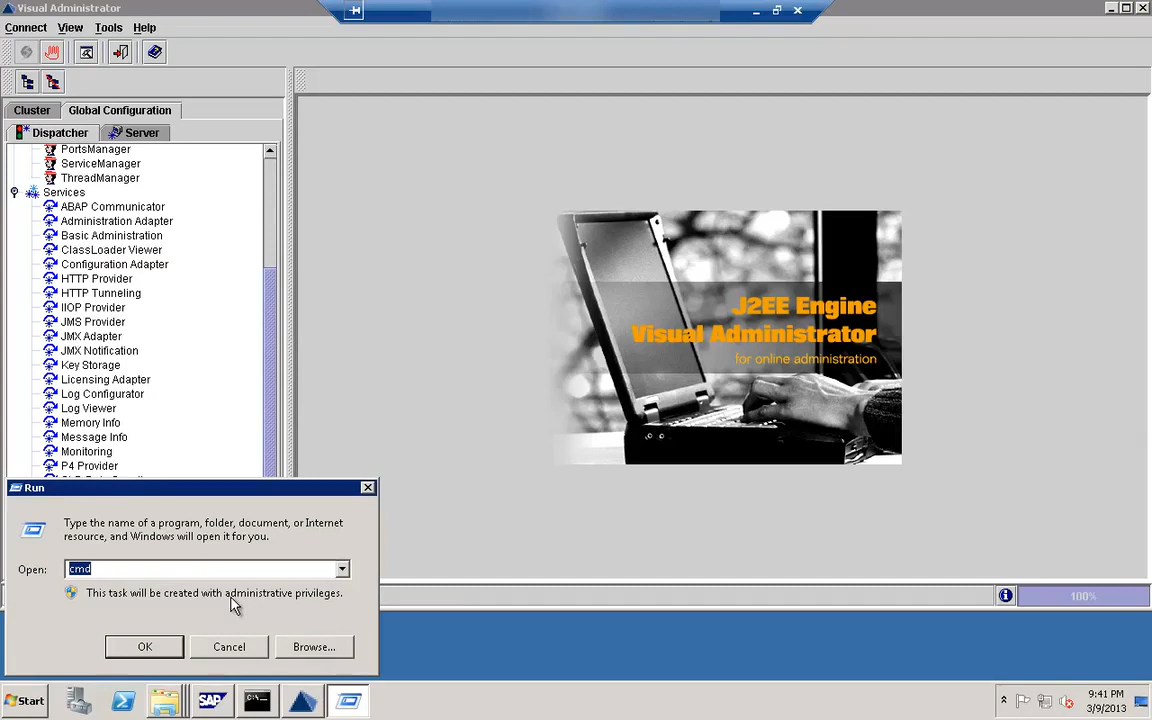 Visual Administrator
Connect View Tools Help
Cluster Global Configuration
Dispatcher Server
PortsManager
ServiceManager
ThreadManager
Services
ABAP Communicator
Administration Adapter
Basic Administration
ClassLoader Viewer
Configuration Adapter
HTTP Provider
HTTP Tunneling
IIOP Provider
JMS Provider
JMX Adapter
JMX Notification
Key Storage
Licensing Adapter
Log Configurator
Log Viewer
Memory Info
Message Info
Monitoring
P4 Provider
J2EE Engine
Visual Administrator
for online administration
Run
Type the name of a program, folder, document, or Internet
resource, and Windows will open it for you.
Open: cmd
This task will be created with administrative privileges.
OK Cancel Browse...
100%
Start
SAP
9:41 PM
3/9/2013